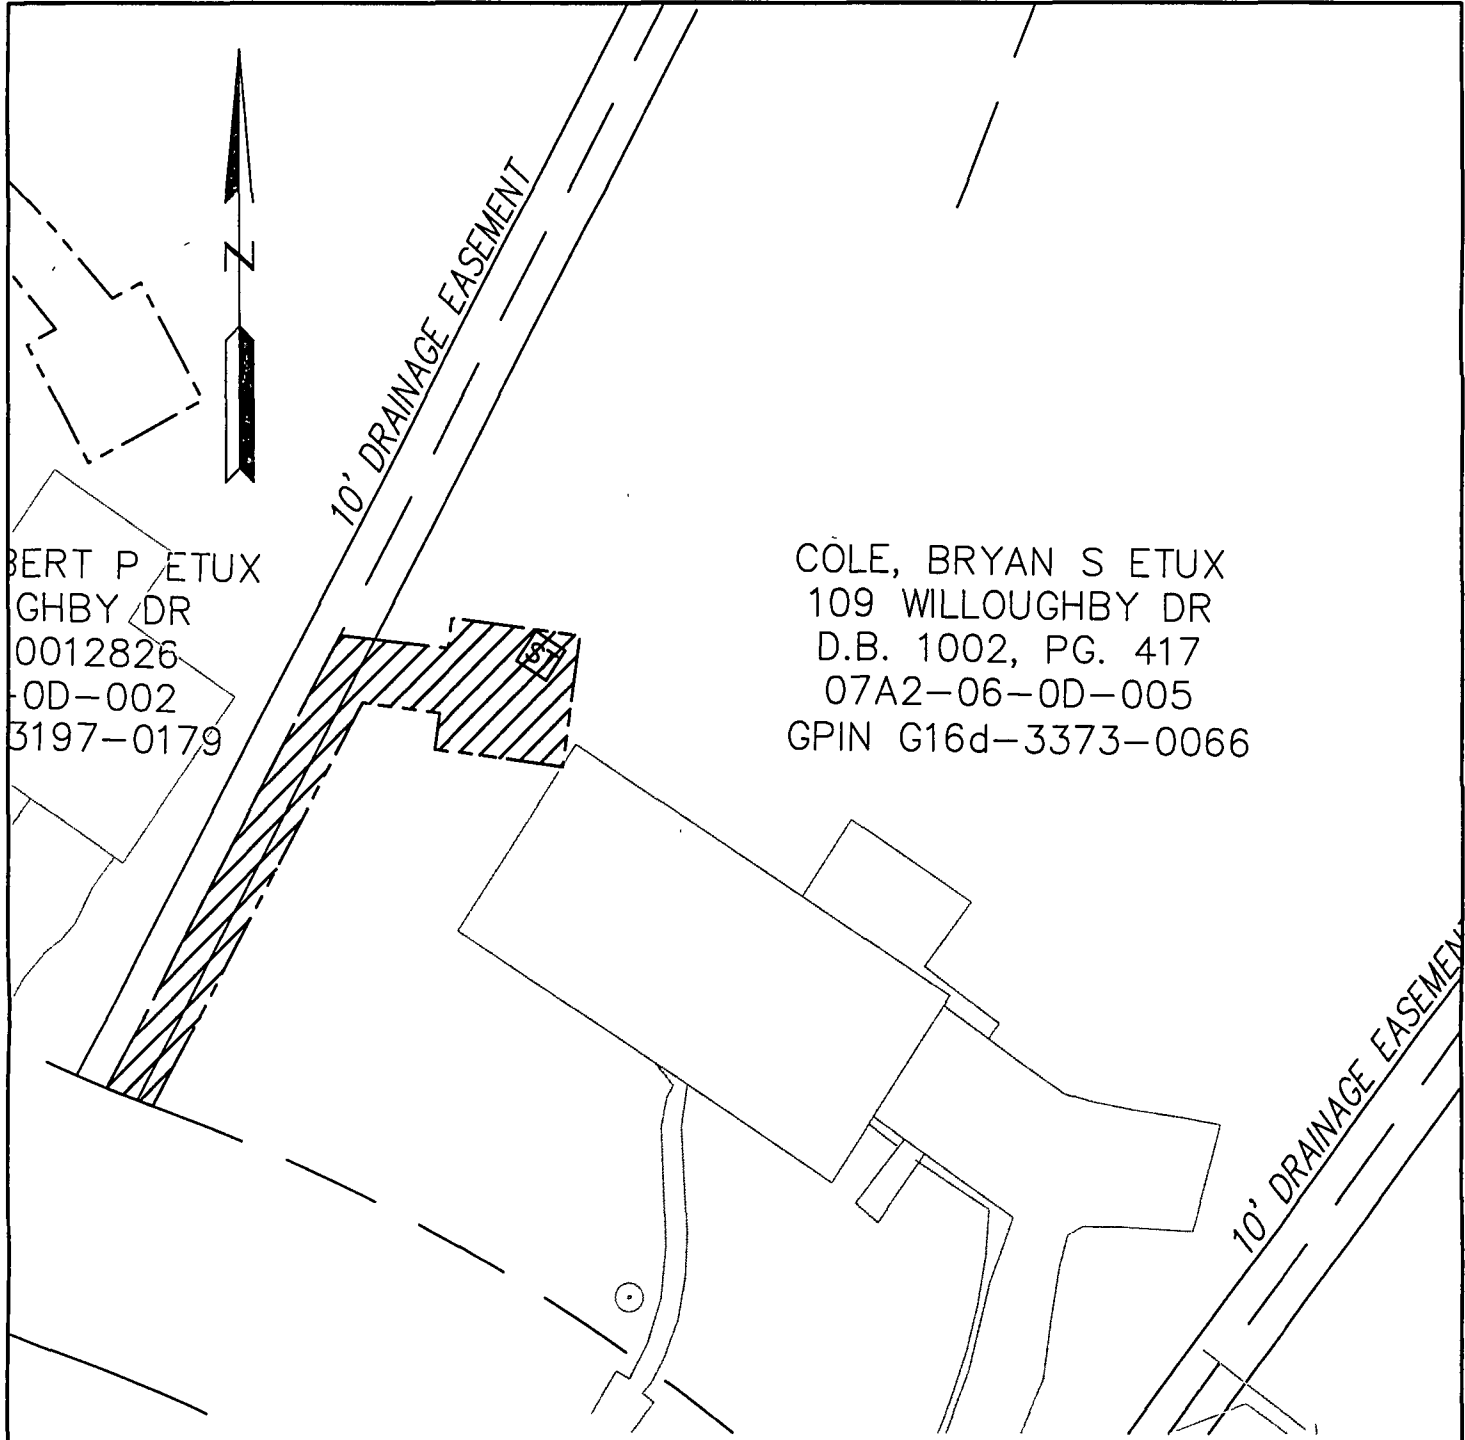 N
10' DRAINAGE EASEMENT
BERT P ETUX
GHBY DR
0012826
-0D-002
3197-0179
COLE, BRYAN S ETUX
109 WILLOUGHBY DR
D.B. 1002, PG. 417
07A2-06-0D-005
GPIN G16d-3373-0066
10' DRAINAGE EASEMEN